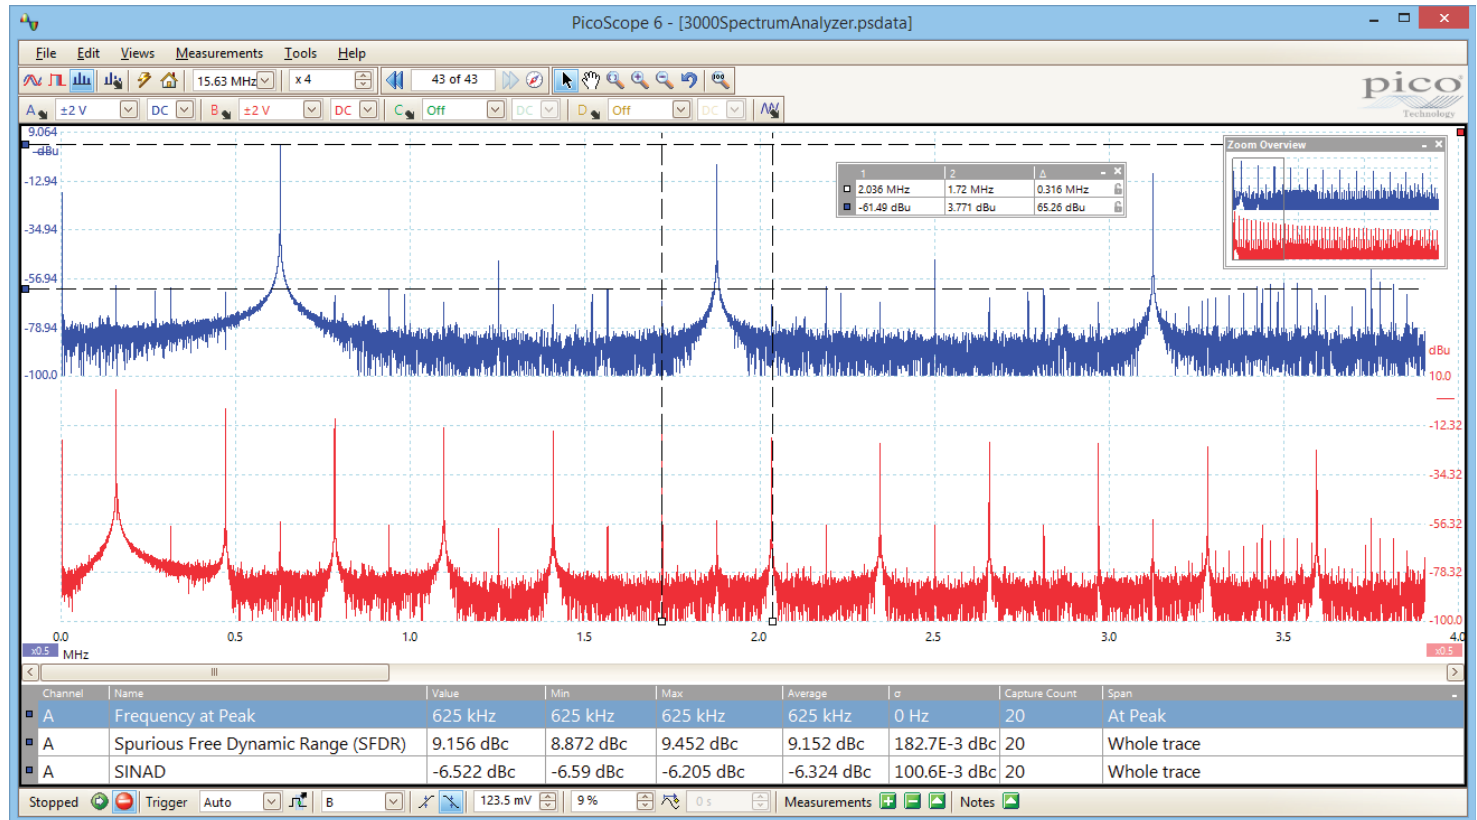 PicoScope 6 - [3000SpectrumAnalyzer.psdata]
File Edit Views Measurements Tools Help
15.63 MHz x 4 43 of 43
pico
Technology
A ±2 V DC B ±2 V DC C Off DC D Off DC
9.064
dBu
-12.94
-34.94
-56.94
-78.94
-100.0
1 2 Δ
2.036 MHz 1.72 MHz 0.316 MHz
-61.49 dBu 3.771 dBu 65.26 dBu
Zoom Overview
dBu
10.0
-12.32
-34.32
-56.32
-78.32
-100.0
0.0 0.5 1.0 1.5 2.0 2.5 3.0 3.5 4.0
x0.5 MHz x0.5
Channel Name Value Min Max Average σ Capture Count Span
A Frequency at Peak 625 kHz 625 kHz 625 kHz 625 kHz 0 Hz 20 At Peak
A Spurious Free Dynamic Range (SFDR) 9.156 dBc 8.872 dBc 9.452 dBc 9.152 dBc 182.7E-3 dBc 20 Whole trace
A SINAD -6.522 dBc -6.59 dBc -6.205 dBc -6.324 dBc 100.6E-3 dBc 20 Whole trace
Stopped Trigger Auto B 123.5 mV 9 % 0 s Measurements Notes